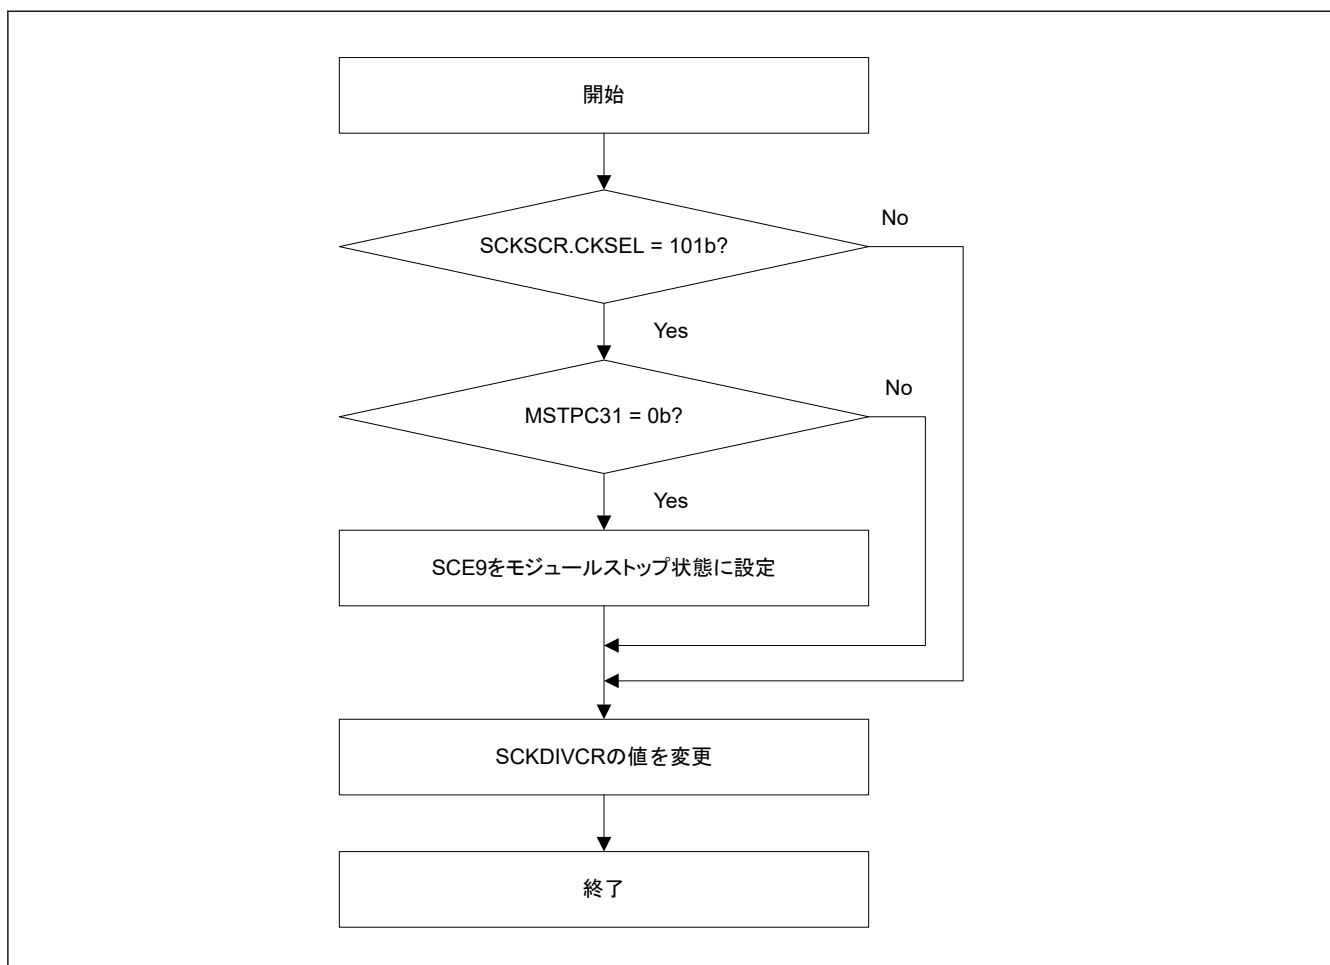 開始
SCKSCR.CKSEL = 101b?
No
Yes
MSTPC31 = 0b?
No
Yes
SCE9をモジュールストップ状態に設定
SCKDIVCRの値を変更
終了